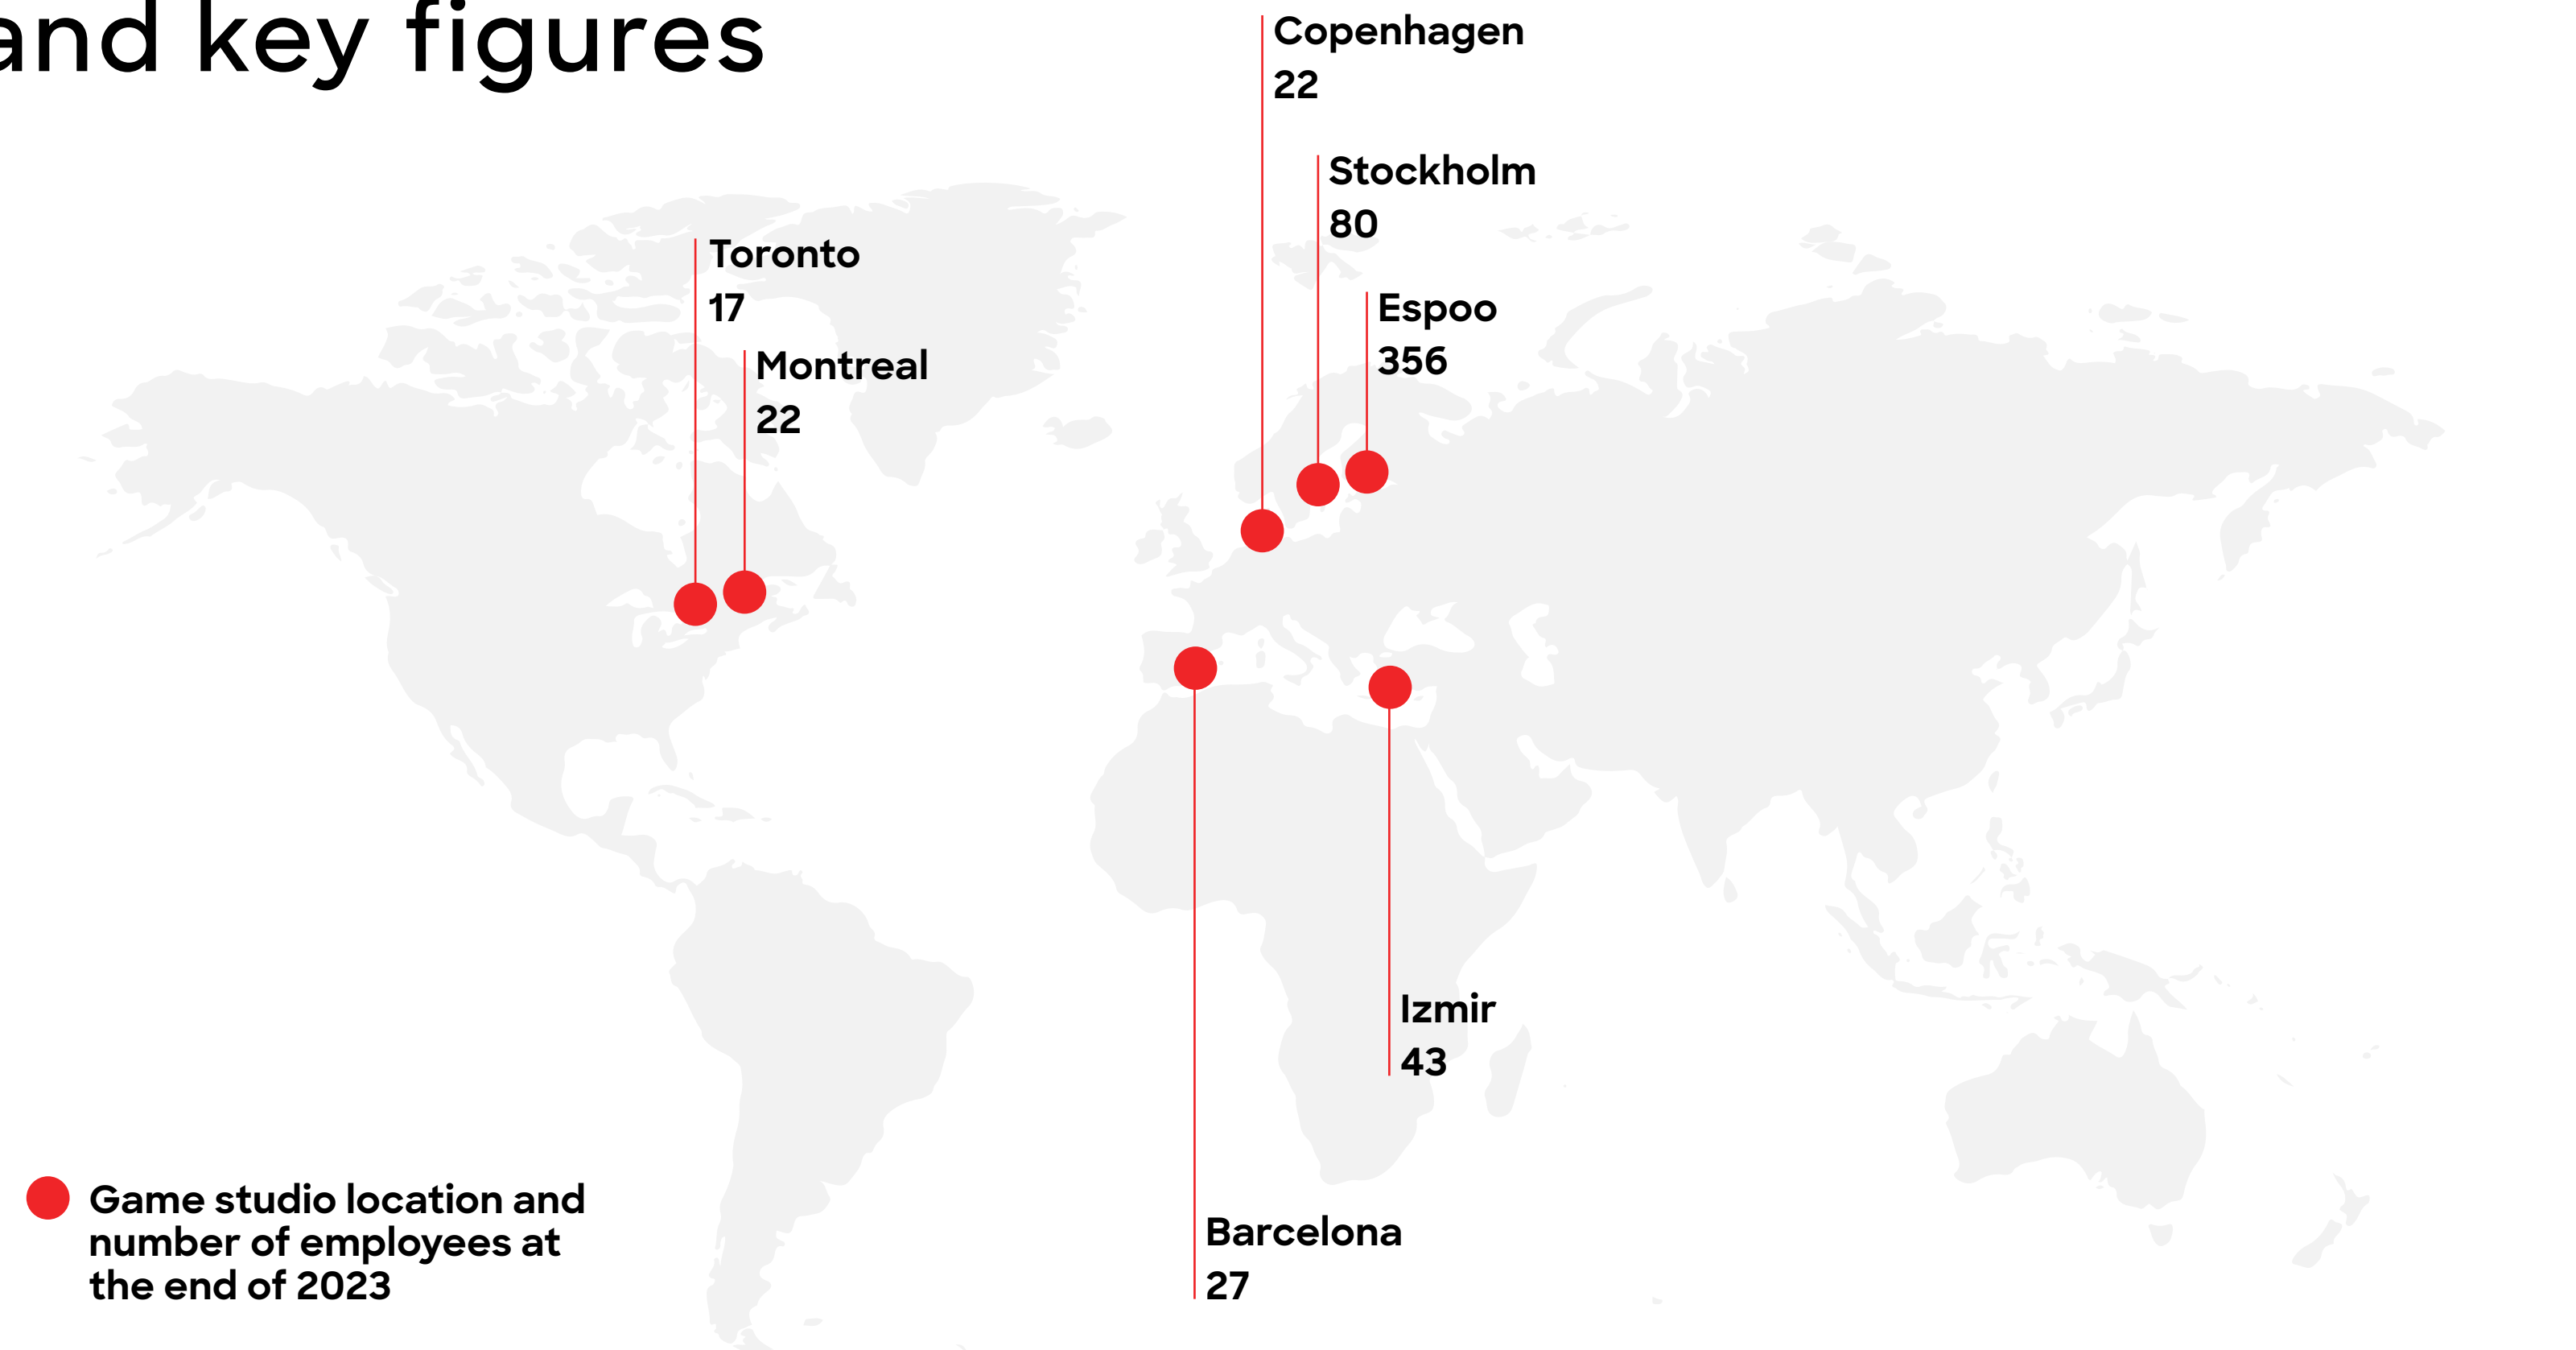 and key figures
Copenhagen
22
Stockholm
80
Toronto
17
Espoo
356
Montreal
22
Izmir
43
Game studio location and
number of employees at
the end of 2023
Barcelona
27